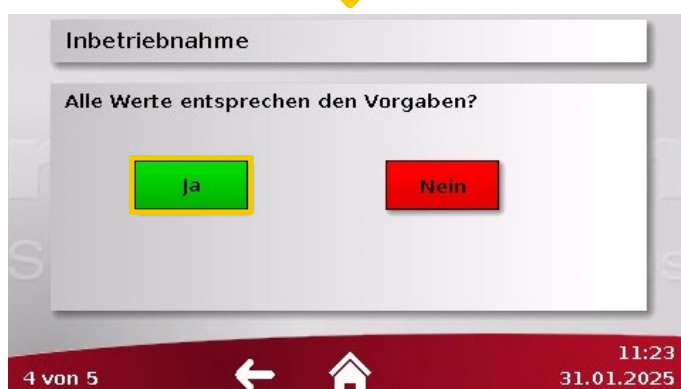 Inbetriebnahme
Alle Werte entsprechen den Vorgaben?
Ja
Nein
11:23
4 von 5
31.01.2025